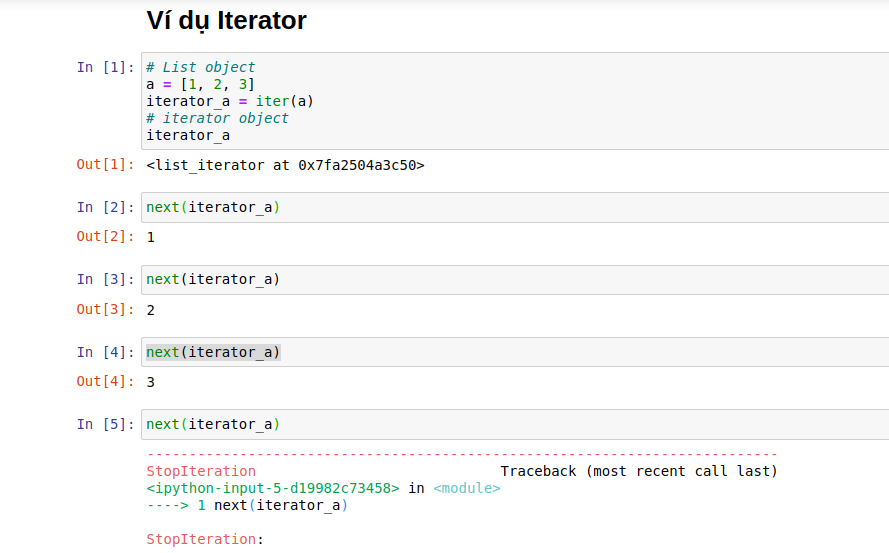 Ví dụ Iterator
In [1]: # List object
a = [1, 2, 3]
iterator_a = iter(a)
# iterator object
iterator_a
Out[1]: <list_iterator at 0x7fa2504a3c50>
In [2]: next(iterator_a)
Out[2]: 1
In [3]: next(iterator_a)
Out[3]: 2
In [4]: next(iterator_a)
Out[4]: 3
In [5]: next(iterator_a)
---------------------------------------------------------------------------
StopIteration                             Traceback (most recent call last)
<ipython-input-5-d19982c73458> in <module>
----> 1 next(iterator_a)
StopIteration: